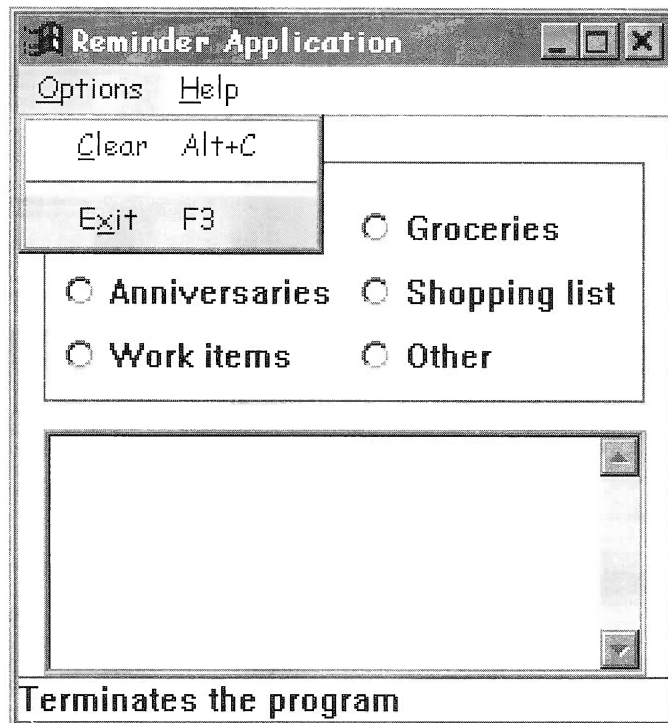 Reminder Application
Options Help
Clear Alt+C
Exit F3
Groceries
Anniversaries Shopping list
Work items Other
Terminates the program